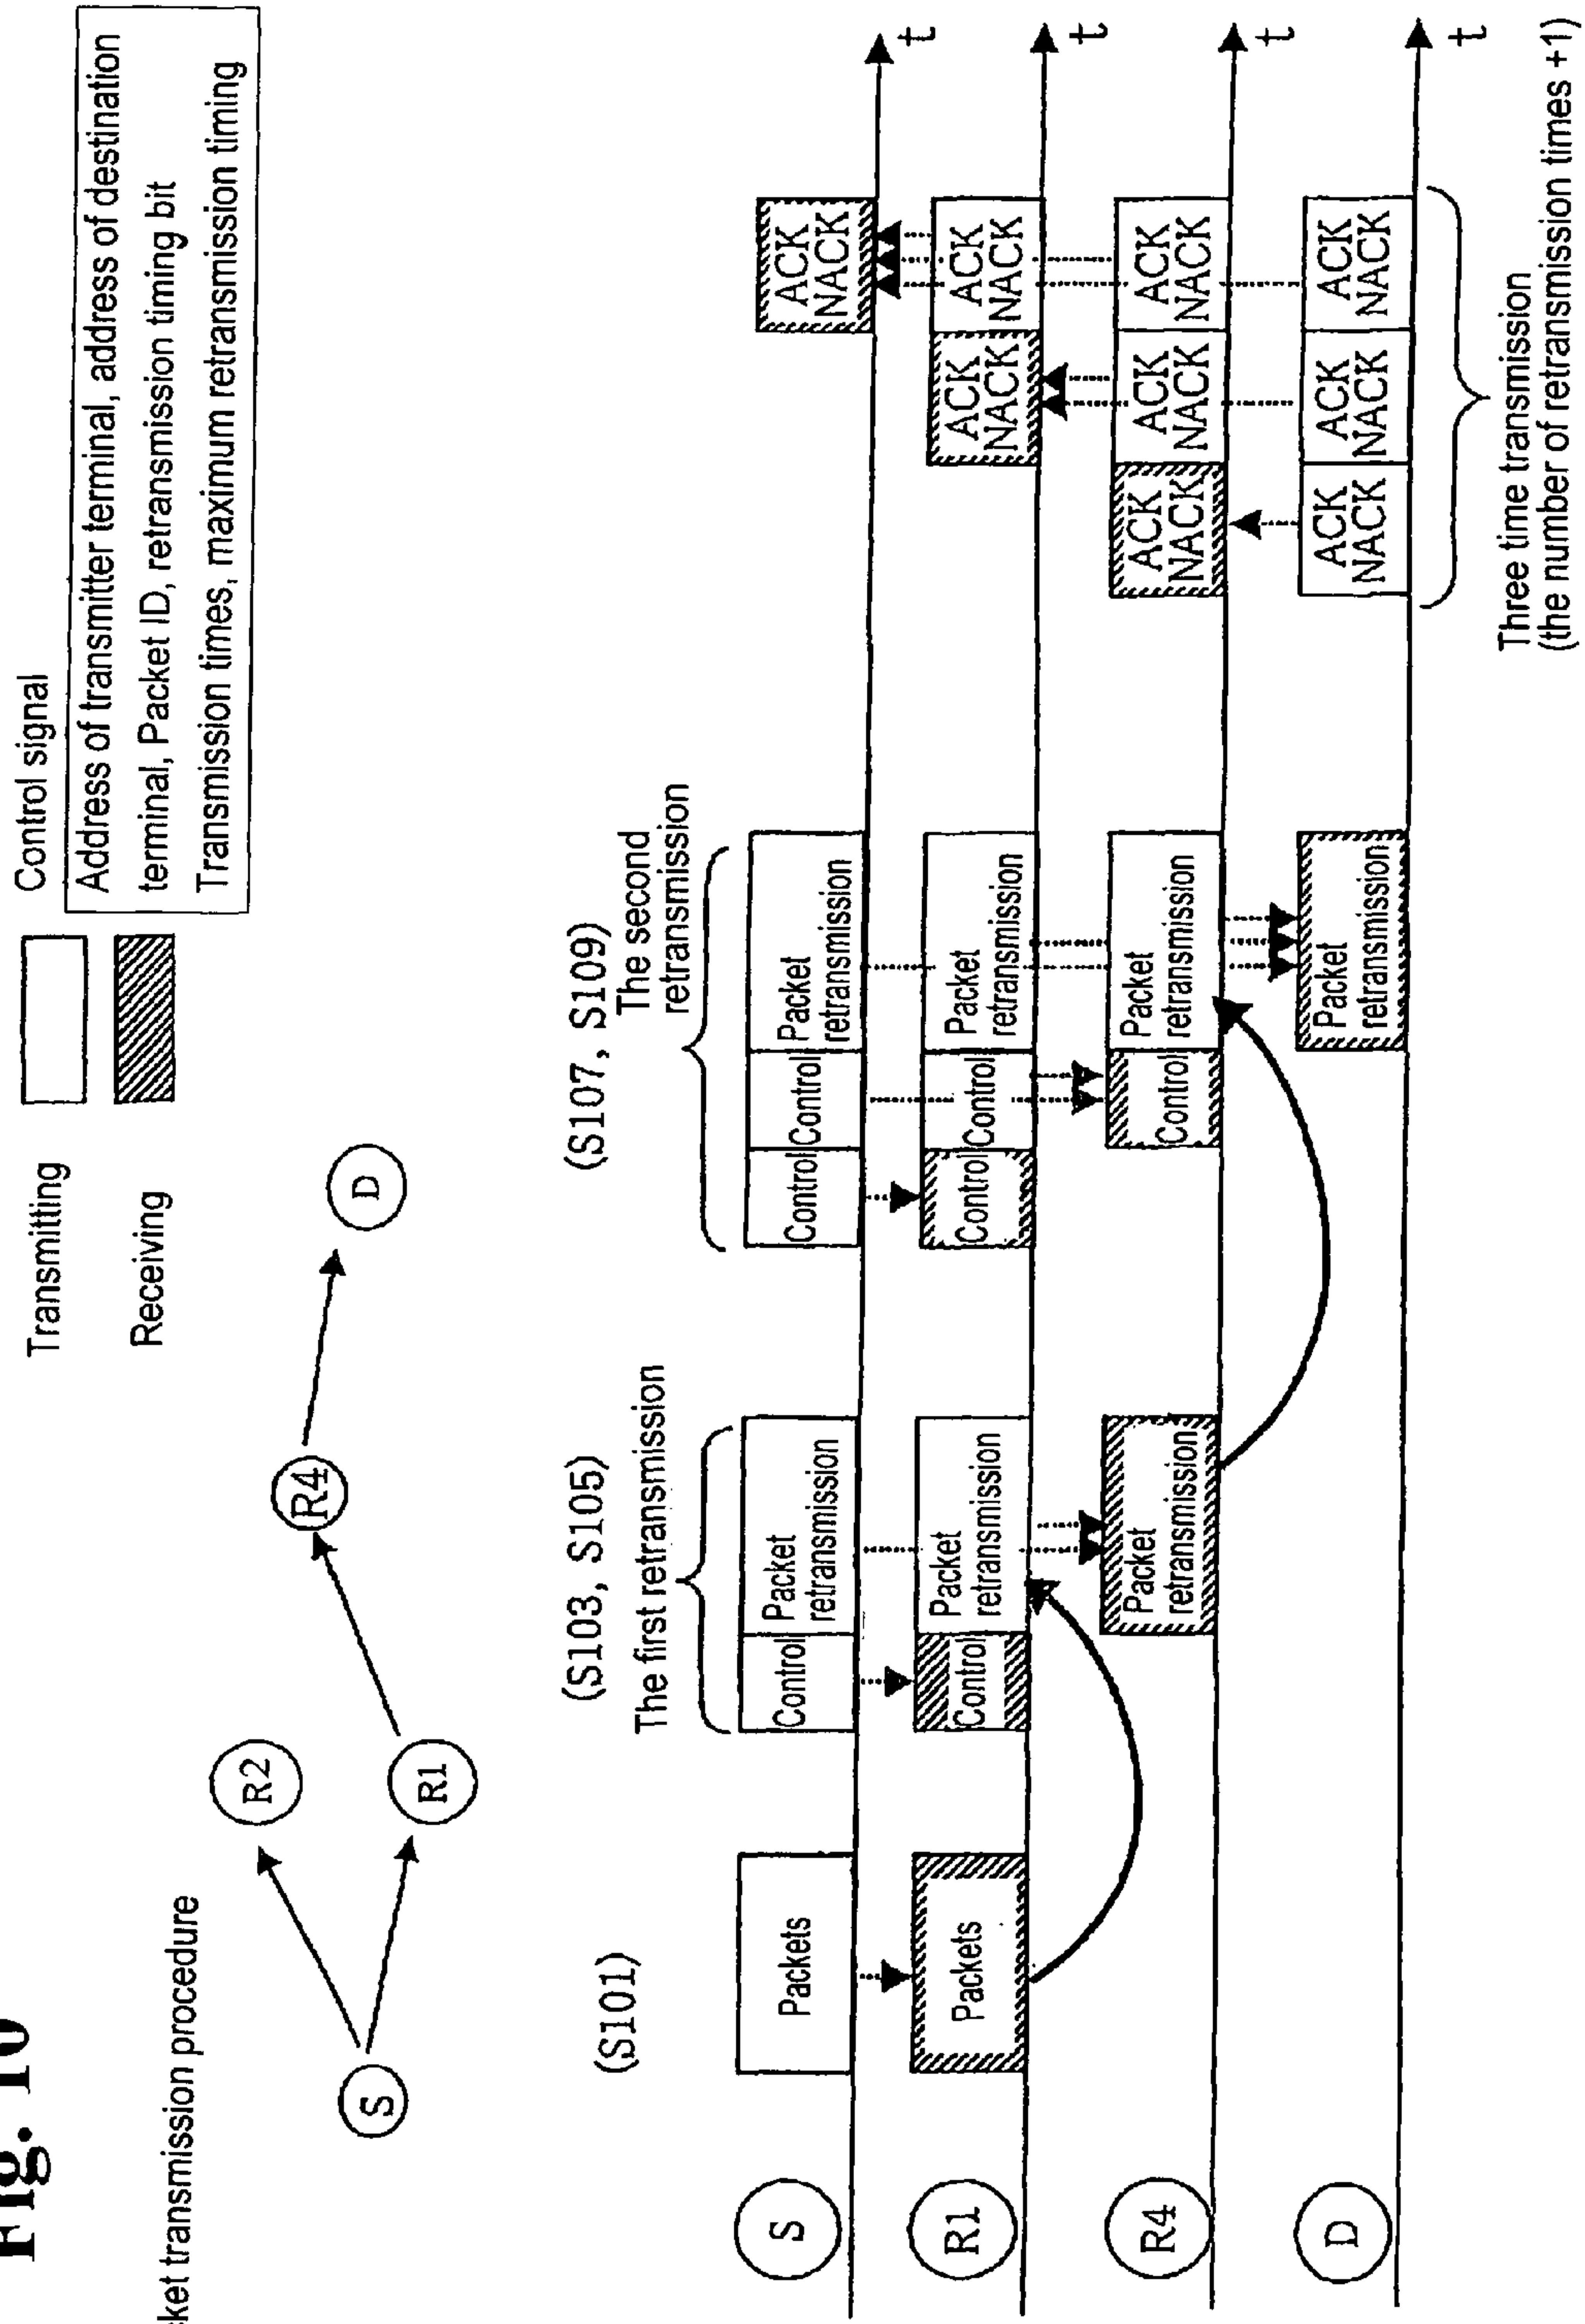 Fig. 10
ket transmission procedure
Transmitting
Receiving
Control signal
Address of transmitter terminal, address of destination
terminal, Packet ID, retransmission timing bit
Transmission times, maximum retransmission timing
S
R2
R1
R4
D
(S101)
(S103, S105)
The first retransmission
(S107, S109)
The second
retransmission
S
Packets
Control
Packet
retransmission
Control
Control
Packet
retransmission
ACK
NACK
t
R1
Packets
Control
Packet
retransmission
Control
Control
Packet
retransmission
ACK
NACK
ACK
NACK
t
R4
Packet
retransmission
Control
Packet
retransmission
ACK
NACK
ACK
NACK
ACK
NACK
t
D
Packet
retransmission
ACK
NACK
ACK
NACK
ACK
NACK
t
Three time transmission
(the number of retransmission times +1)